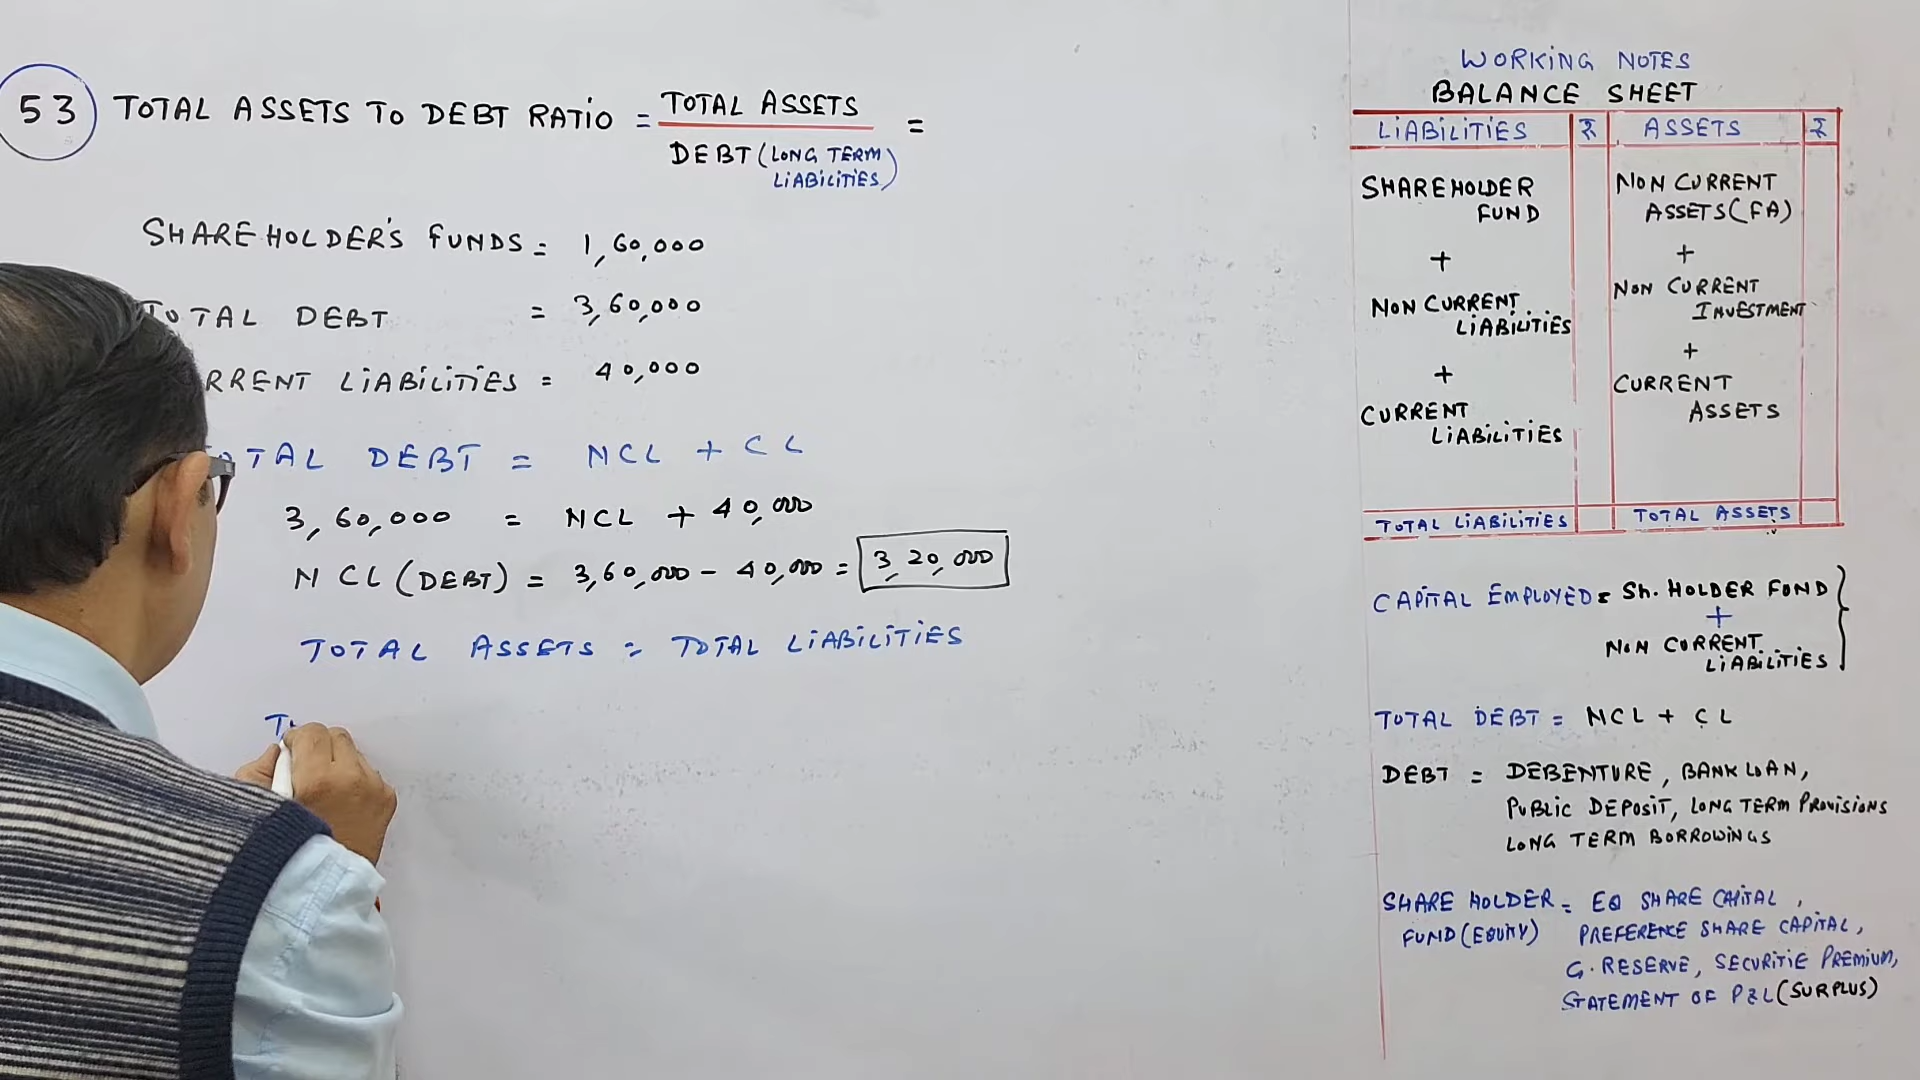 53 TOTAL ASSETS TO DEBT RATIO = TOTAL ASSETS =
DEBT (LONG TERM
LIABILITIES)
SHARE HOLDER'S FUNDS = 1,60,000
TOTAL DEBT = 3,60,000
RRENT LIABILITIES = 40,000
OTAL DEBT = NCL + CL
3,60,000 = NCL + 40,000
NCL (DEBT) = 3,60,000 - 40,000 = 3,20,000
TOTAL ASSETS = TOTAL LIABILITIES
WORKING NOTES
BALANCE SHEET
LIABILITIES ₹ ASSETS ₹
SHAREHOLDER
FUND
+
NON CURRENT
LIABILITIES
+
CURRENT
LIABILITIES
NON CURRENT
ASSETS (FA)
+
NON CURRENT
INVESTMENT
+
CURRENT
ASSETS
TOTAL LIABILITIES TOTAL ASSETS
CAPITAL EMPLOYED = SH. HOLDER FUND
+
NON CURRENT
LIABILITIES
TOTAL DEBT = NCL + CL
DEBT = DEBENTURE, BANK LOAN,
PUBLIC DEPOSIT, LONG TERM PROVISIONS
LONG TERM BORROWINGS
SHARE HOLDER = EQ SHARE CAPITAL,
FUND (EQUITY) PREFERENCE SHARE CAPITAL,
G. RESERVE, SECURITIE PREMIUM,
STATEMENT OF P&L (SURPLUS)